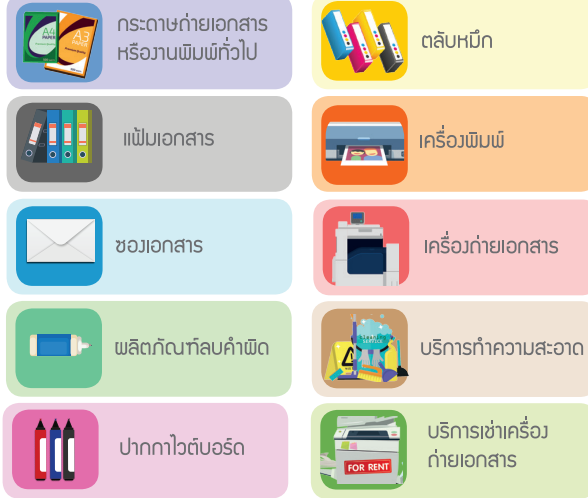 A4
PAPER
A3
PAPER
กระดาษถ่ายเอกสาร
หรืองานพิมพ์ทั่วไป
ตลับหมึก
แฟ้มเอกสาร
เครื่องพิมพ์
ซองเอกสาร
เครื่องถ่ายเอกสาร
ผลิตภัณฑ์ลบคำผิด
SERVICE
บริการทำความสะอาด
ปากกาไวต์บอร์ด
FOR RENT
บริการเช่าเครื่อง
ถ่ายเอกสาร